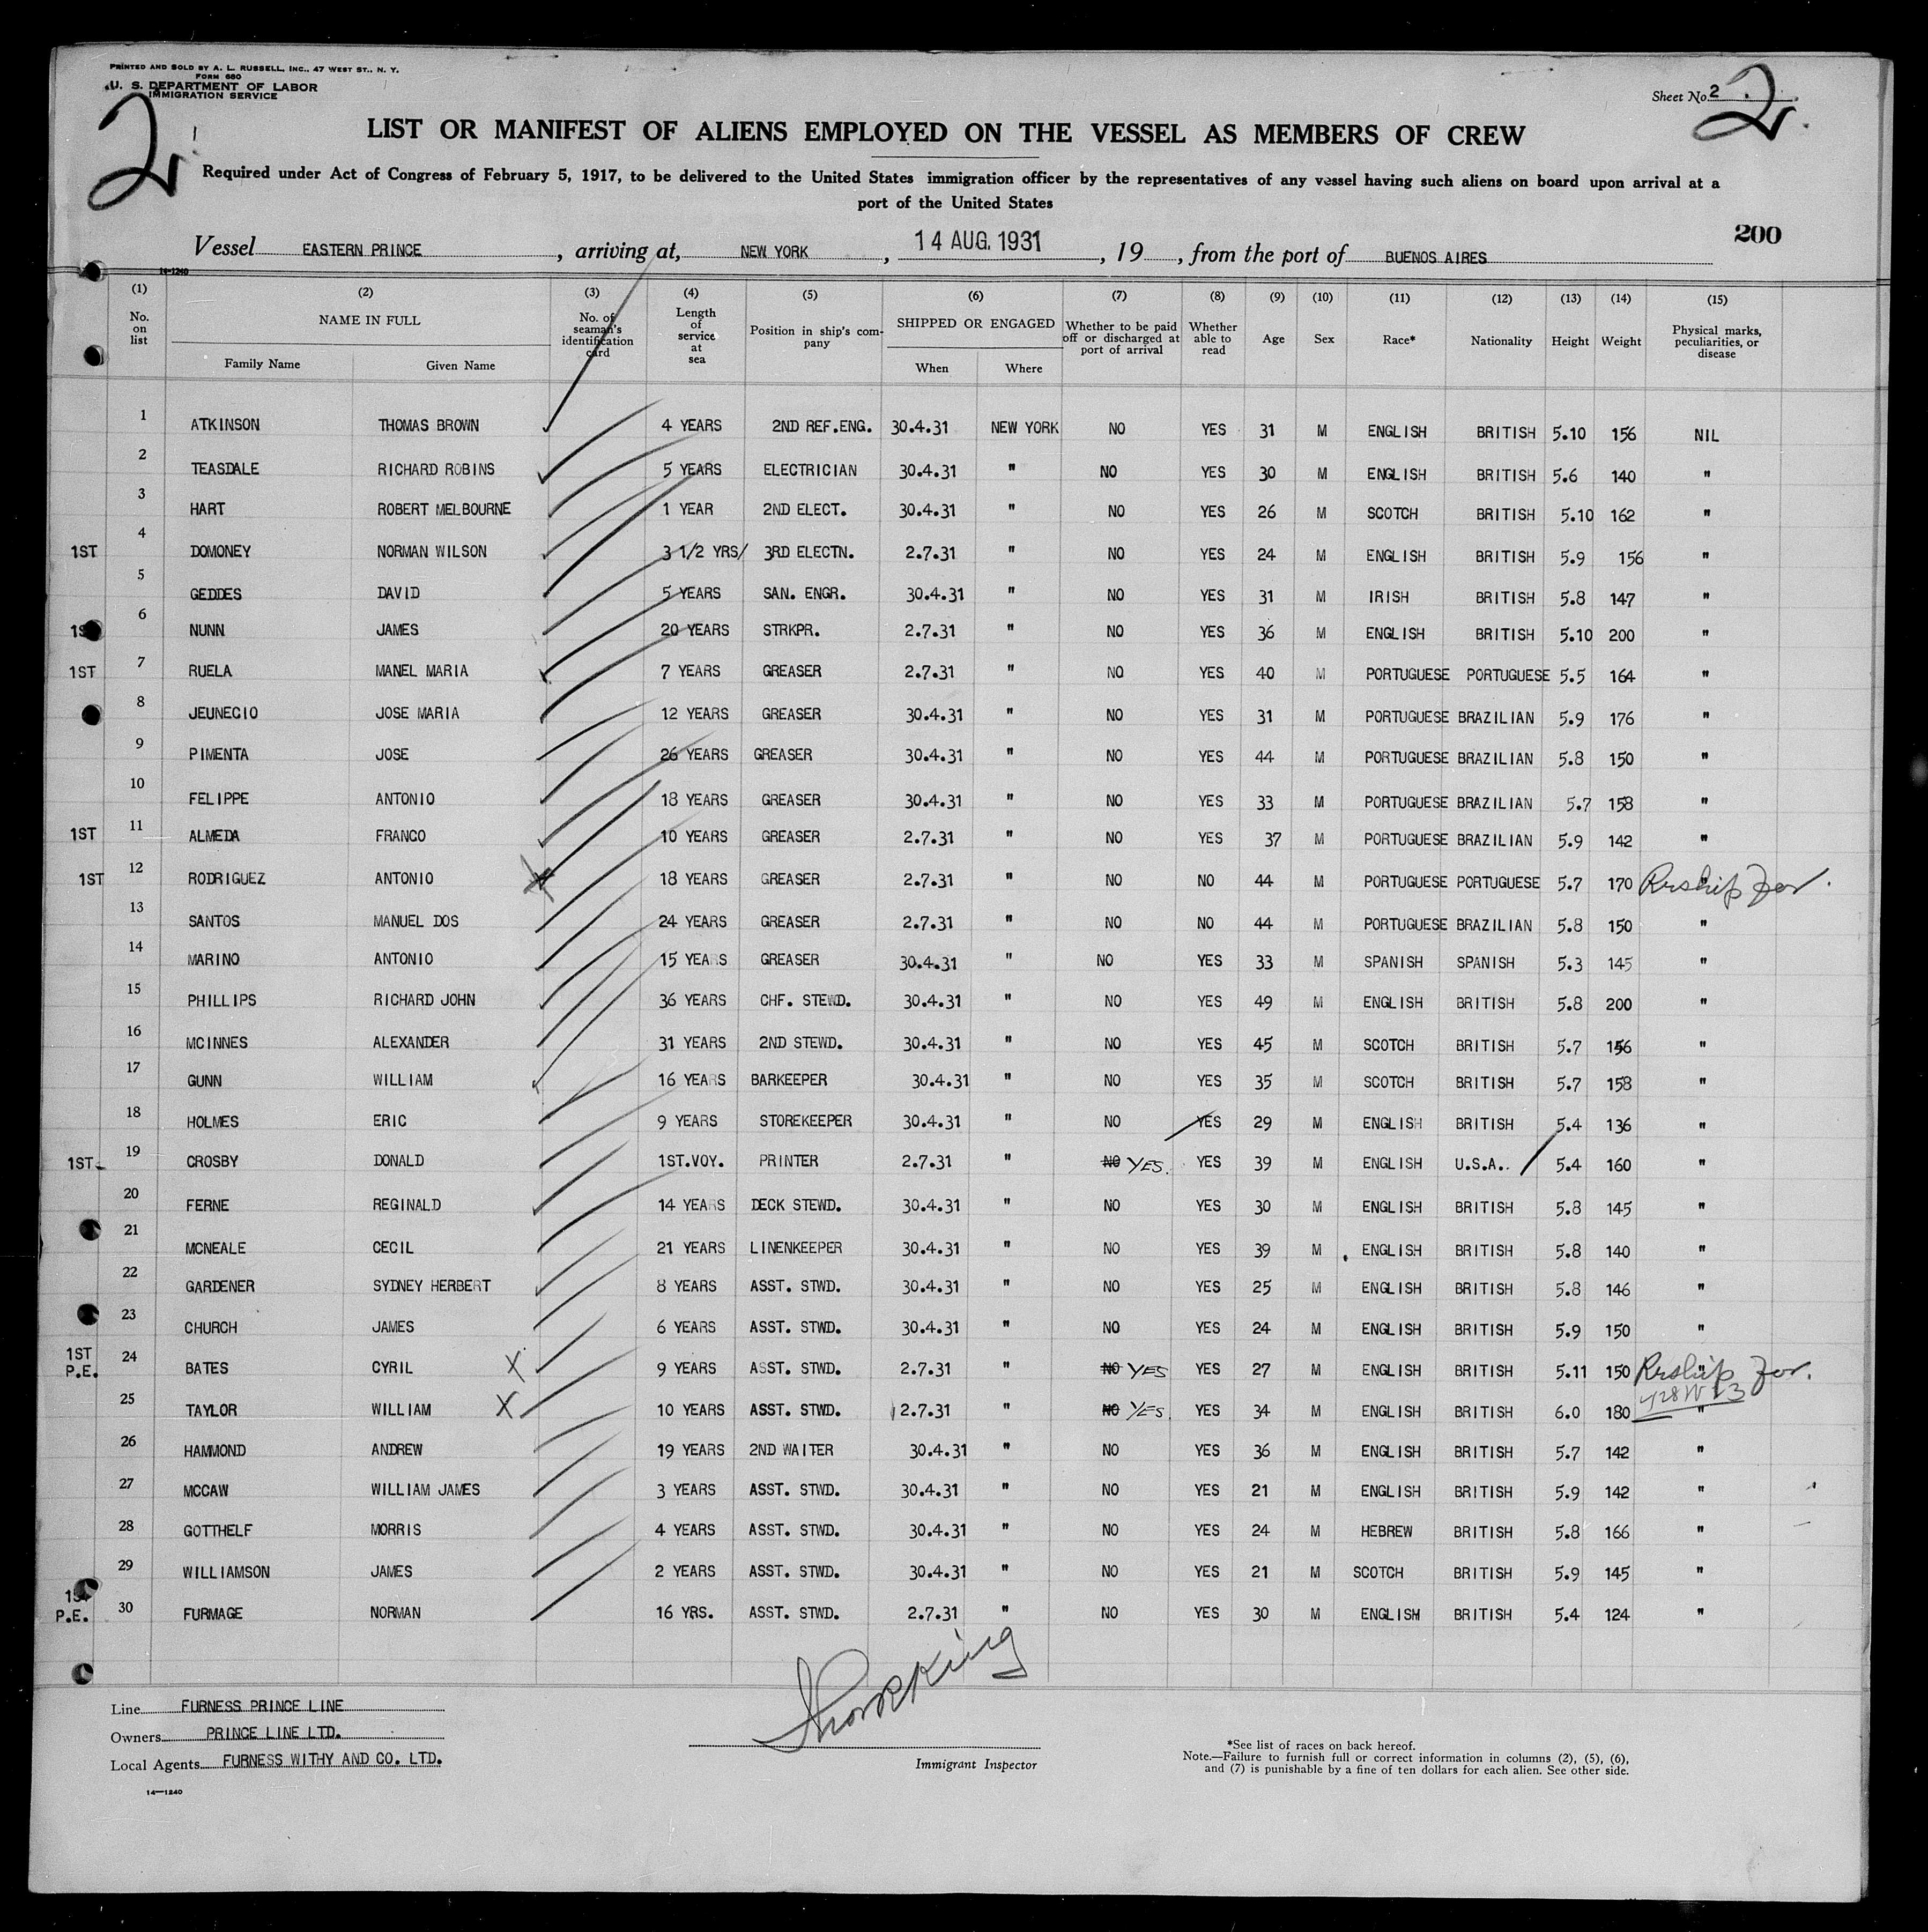 PRINTED AND SOLD BY A. L. RUSSELL, INC., 47 WEST ST., N. Y.
FORM 680
U. S. DEPARTMENT OF LABOR
IMMIGRATION SERVICE
Sheet No. 2
2 2
LIST OR MANIFEST OF ALIENS EMPLOYED ON THE VESSEL AS MEMBERS OF CREW
Required under Act of Congress of February 5, 1917, to be delivered to the United States immigration officer by the representatives of any vessel having such aliens on board upon arrival at a
port of the United States
200
Vessel EASTERN PRINCE, arriving at, NEW YORK, 14 AUG. 1931, 19, from the port of BUENOS AIRES
14-1240
(1) (2) (3) (4) (5) (6) (7) (8) (9) (10) (11) (12) (13) (14) (15)
No. on list NAME IN FULL Family Name Given Name No. of seaman's identification card Length of service at sea Position in ship's company SHIPPED OR ENGAGED When Where Whether to be paid off or discharged at port of arrival Whether able to read Age Sex Race* Nationality Height Weight Physical marks, peculiarities, or disease
1 ATKINSON THOMAS BROWN 4 YEARS 2ND REF.ENG. 30.4.31 NEW YORK NO YES 31 M ENGLISH BRITISH 5.10 156 NIL
2 TEASDALE RICHARD ROBINS 5 YEARS ELECTRICIAN 30.4.31 " NO YES 30 M ENGLISH BRITISH 5.6 140 "
3 HART ROBERT MELBOURNE 1 YEAR 2ND ELECT. 30.4.31 " NO YES 26 M SCOTCH BRITISH 5.10 162 "
1ST 4 DOMONEY NORMAN WILSON 3 1/2 YRS/ 3RD ELECTN. 2.7.31 " NO YES 24 M ENGLISH BRITISH 5.9 156 "
5 GEDDES DAVID 5 YEARS SAN. ENGR. 30.4.31 " NO YES 31 M IRISH BRITISH 5.8 147 "
1S 6 NUNN JAMES 20 YEARS STRKPR. 2.7.31 " NO YES 36 M ENGLISH BRITISH 5.10 200 "
1ST 7 RUELA MANEL MARIA 7 YEARS GREASER 2.7.31 " NO YES 40 M PORTUGUESE PORTUGUESE 5.5 164 "
8 JEUNECIO JOSE MARIA 12 YEARS GREASER 30.4.31 " NO YES 31 M PORTUGUESE BRAZILIAN 5.9 176 "
9 PIMENTA JOSE 26 YEARS GREASER 30.4.31 " NO YES 44 M PORTUGUESE BRAZILIAN 5.8 150 "
10 FELIPPE ANTONIO 18 YEARS GREASER 30.4.31 " NO YES 33 M PORTUGUESE BRAZILIAN 5.7 158 "
1ST 11 ALMEDA FRANCO 10 YEARS GREASER 2.7.31 " NO YES 37 M PORTUGUESE BRAZILIAN 5.9 142 "
1ST 12 RODRIGUEZ ANTONIO 18 YEARS GREASER 2.7.31 " NO NO 44 M PORTUGUESE PORTUGUESE 5.7 170 " Reship for.
13 SANTOS MANUEL DOS 24 YEARS GREASER 2.7.31 " NO NO 44 M PORTUGUESE BRAZILIAN 5.8 150 "
14 MARINO ANTONIO 15 YEARS GREASER 30.4.31 " NO YES 33 M SPANISH SPANISH 5.3 145 "
15 PHILLIPS RICHARD JOHN 36 YEARS CHF. STEWD. 30.4.31 " NO YES 49 M ENGLISH BRITISH 5.8 200 "
16 MCINNES ALEXANDER 31 YEARS 2ND STEWD. 30.4.31 " NO YES 45 M SCOTCH BRITISH 5.7 156 "
17 GUNN WILLIAM 16 YEARS BARKEEPER 30.4.31 " NO YES 35 M SCOTCH BRITISH 5.7 158 "
18 HOLMES ERIC 9 YEARS STOREKEEPER 30.4.31 " NO YES 29 M ENGLISH BRITISH 5.4 136 "
1ST 19 CROSBY DONALD 1ST.VOY. PRINTER 2.7.31 " NO YES. YES 39 M ENGLISH U.S.A.. 5.4 160 "
20 FERNE REGINALD 14 YEARS DECK STEWD. 30.4.31 " NO YES 30 M ENGLISH BRITISH 5.8 145 "
21 MCNEALE CECIL 21 YEARS LINENKEEPER 30.4.31 " NO YES 39 M ENGLISH BRITISH 5.8 140 "
22 GARDENER SYDNEY HERBERT 8 YEARS ASST. STWD. 30.4.31 " NO YES 25 M ENGLISH BRITISH 5.8 146 "
23 CHURCH JAMES 6 YEARS ASST. STWD. 30.4.31 " NO YES 24 M ENGLISH BRITISH 5.9 150 "
1ST P.E. 24 BATES CYRIL X 9 YEARS ASST. STWD. 2.7.31 " NO YES YES 27 M ENGLISH BRITISH 5.11 150 " Reship for.
25 TAYLOR WILLIAM X 10 YEARS ASST. STWD. 2.7.31 " NO YES. YES 34 M ENGLISH BRITISH 6.0 180 "
26 HAMMOND ANDREW 19 YEARS 2ND WAITER 30.4.31 " NO YES 36 M ENGLISH BRITISH 5.7 142 "
27 MCCAW WILLIAM JAMES 3 YEARS ASST. STWD. 30.4.31 " NO YES 21 M ENGLISH BRITISH 5.9 142 "
28 GOTTHELF MORRIS 4 YEARS ASST. STWD. 30.4.31 " NO YES 24 M HEBREW BRITISH 5.8 166 "
29 WILLIAMSON JAMES 2 YEARS ASST. STWD. 30.4.31 " NO YES 21 M SCOTCH BRITISH 5.9 145 "
1ST P.E. 30 FURMAGE NORMAN 16 YRS. ASST. STWD. 2.7.31 " NO YES 30 M ENGLISH BRITISH 5.4 124 "
Line FURNESS PRINCE LINE
Owners PRINCE LINE LTD.
Local Agents FURNESS WITHY AND CO. LTD.
14-1240
Immigrant Inspector
*See list of races on back hereof.
Note.—Failure to furnish full or correct information in columns (2), (5), (6),
and (7) is punishable by a fine of ten dollars for each alien. See other side.